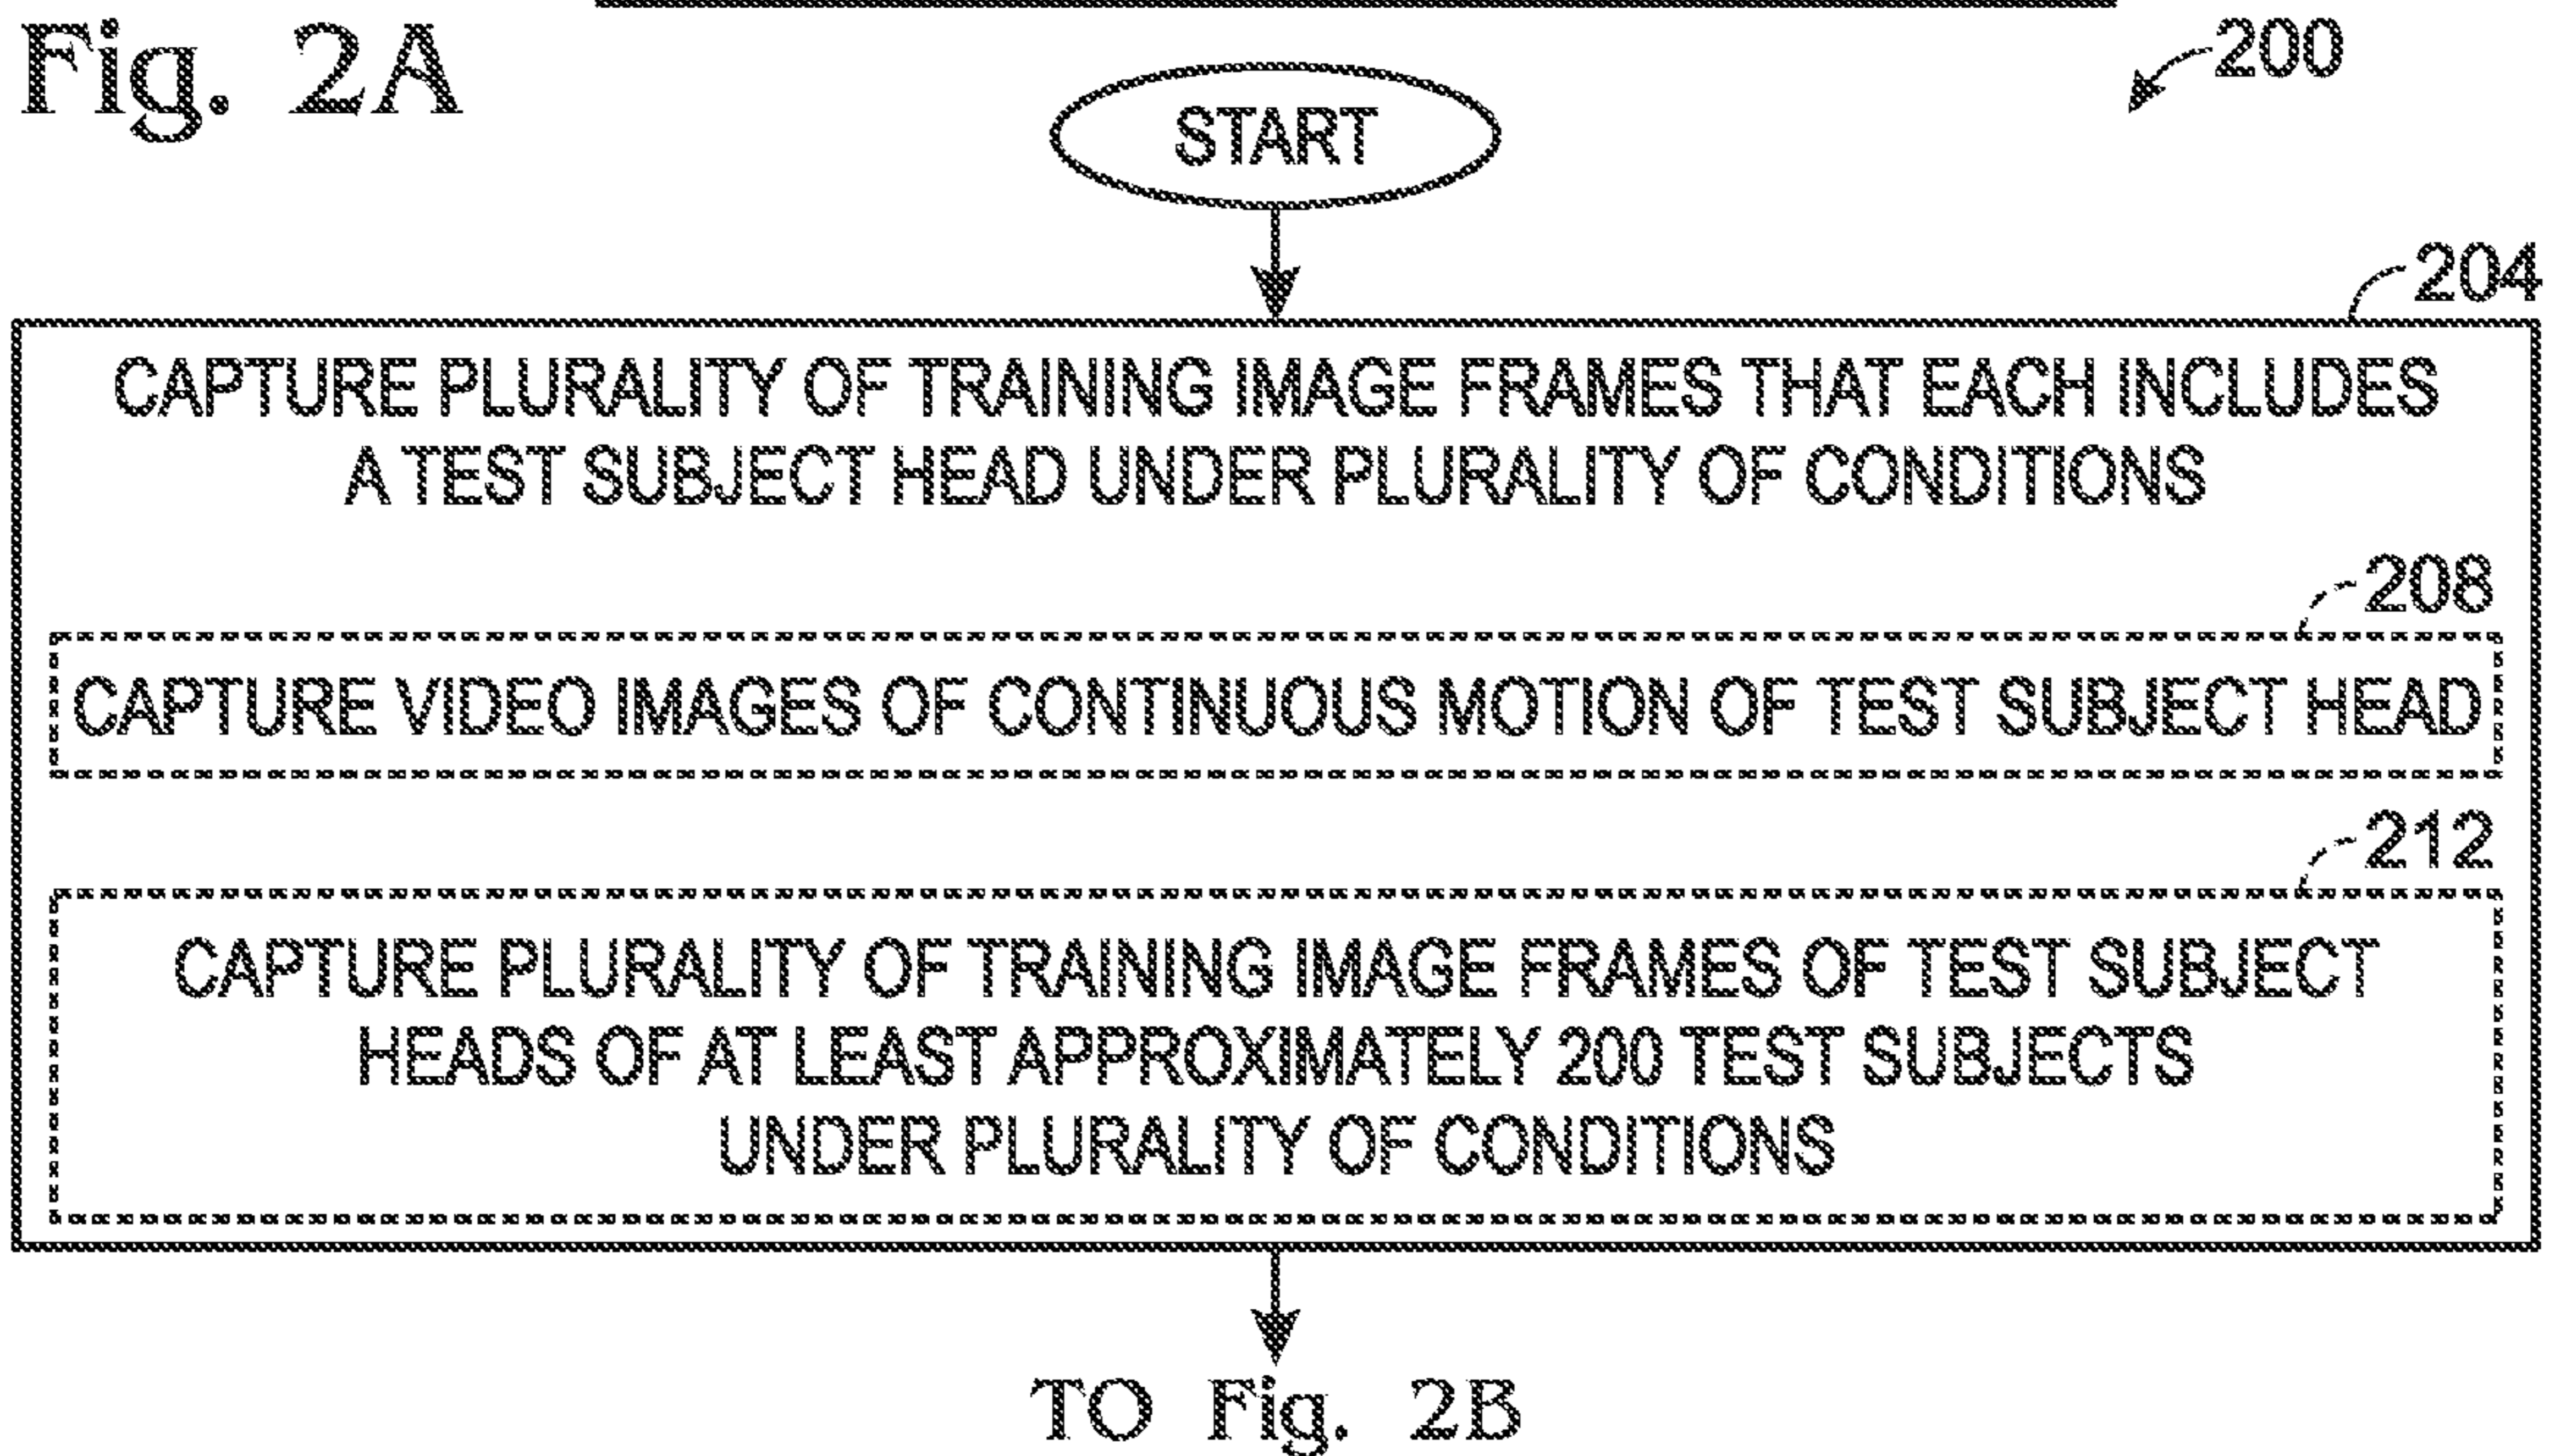 Fig. 2A
200
START
204
CAPTURE PLURALITY OF TRAINING IMAGE FRAMES THAT EACH INCLUDES
A TEST SUBJECT HEAD UNDER PLURALITY OF CONDITIONS
208
CAPTURE VIDEO IMAGES OF CONTINUOUS MOTION OF TEST SUBJECT HEAD
212
CAPTURE PLURALITY OF TRAINING IMAGE FRAMES OF TEST SUBJECT
HEADS OF AT LEAST APPROXIMATELY 200 TEST SUBJECTS
UNDER PLURALITY OF CONDITIONS
TO Fig. 2B